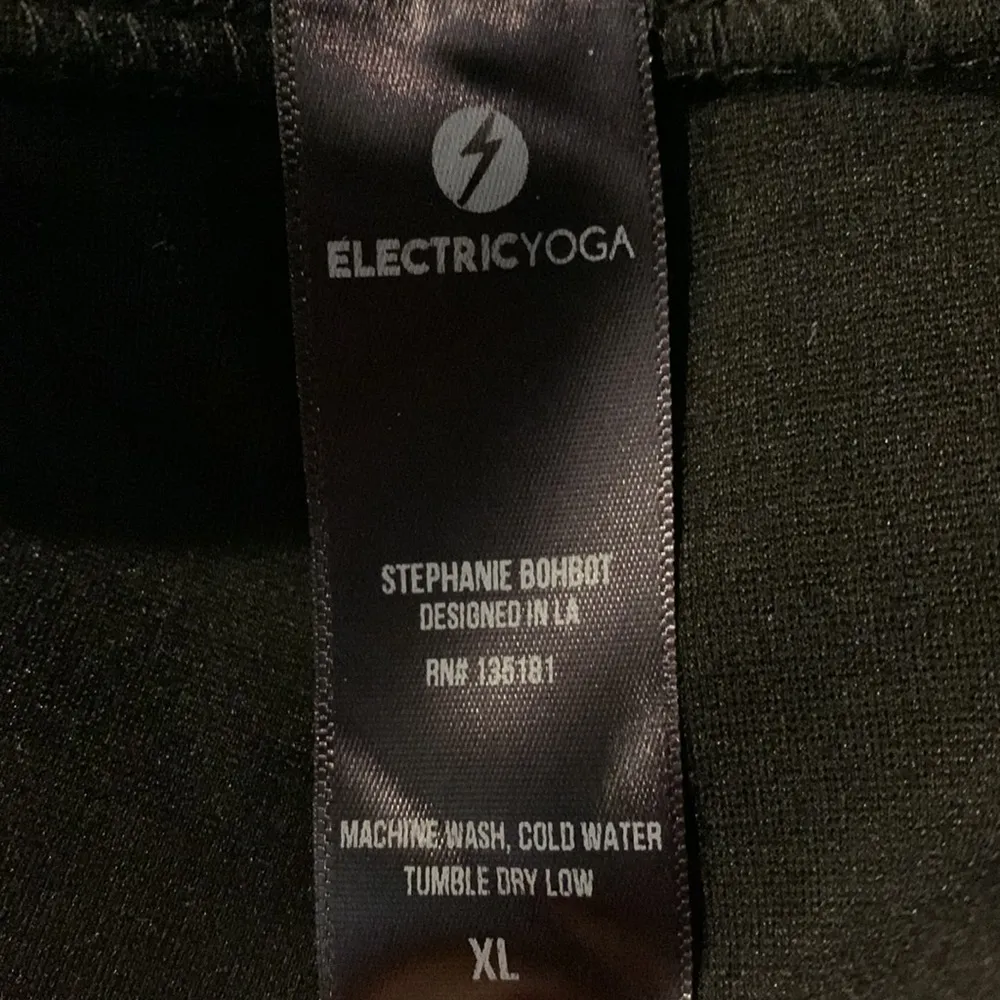 ELECTRICYOGA
STEPHANIE BOHBOT
DESIGNED IN LA
RN# 135181
MACHINE WASH, COLD WATER
TUMBLE DRY LOW
XL